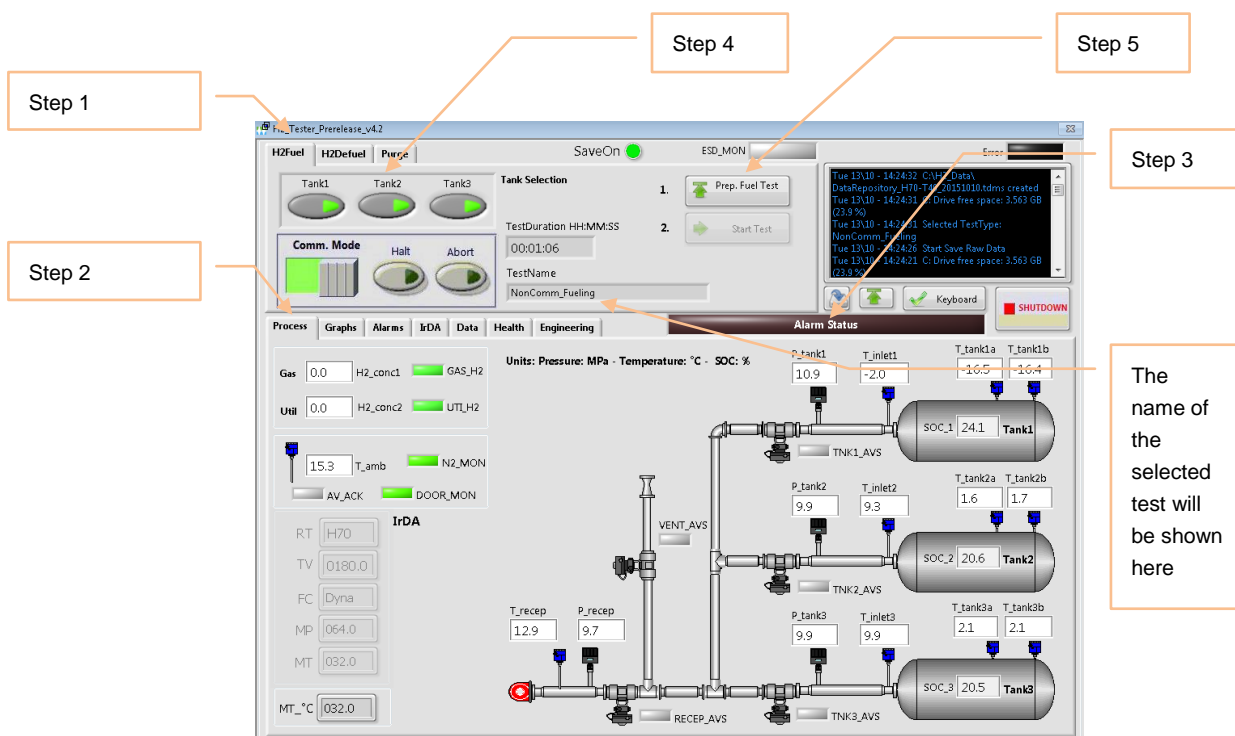 Step 4
Step 5
Step 1
Step 3
Step 2
The
name of
the
selected
test will
be shown
here
H2_Tester_Prerelease_v4.2
H2Fuel
H2Defuel
Purge
SaveOn
ESD_MON
Error
Tank1
Tank2
Tank3
Tank Selection
1.
Prep. Fuel Test
2.
Start Test
TestDuration HH:MM:SS
00:01:06
TestName
NonComm_Fueling
Comm. Mode
Halt
Abort
Tue 13\10 - 14:24:32 C:\H2_Data\
DataRepository_H70-T40_20151010.tdms created
Tue 13\10 - 14:24:31 C: Drive free space: 3.563 GB
(23.9 %)
Tue 13\10 - 14:24:31 Selected TestType:
NonComm_Fueling
Tue 13\10 - 14:24:26 Start Save Raw Data
Tue 13\10 - 14:24:21 C: Drive free space: 3.563 GB
(23.9 %)
Keyboard
SHUTDOWN
Process
Graphs
Alarms
IrDA
Data
Health
Engineering
Alarm Status
Gas 0.0 H2_conc1 GAS_H2
Util 0.0 H2_conc2 UTI_H2
15.3 T_amb N2_MON
AV_ACK DOOR_MON
IrDA
RT H70
TV 0180.0
FC Dyna
MP 064.0
MT 032.0
MT_°C 032.0
Units: Pressure: MPa - Temperature: °C - SOC: %
P_tank1 T_inlet1 T_tank1a T_tank1b
10.9 -2.0 -16.5 -16.4
SOC_1 24.1 Tank1
TNK1_AVS
P_tank2 T_inlet2 T_tank2a T_tank2b
9.9 9.3 1.6 1.7
VENT_AVS
SOC_2 20.6 Tank2
TNK2_AVS
T_recep P_recep
12.9 9.7
P_tank3 T_inlet3 T_tank3a T_tank3b
9.9 9.9 2.1 2.1
SOC_3 20.5 Tank3
RECEP_AVS
TNK3_AVS